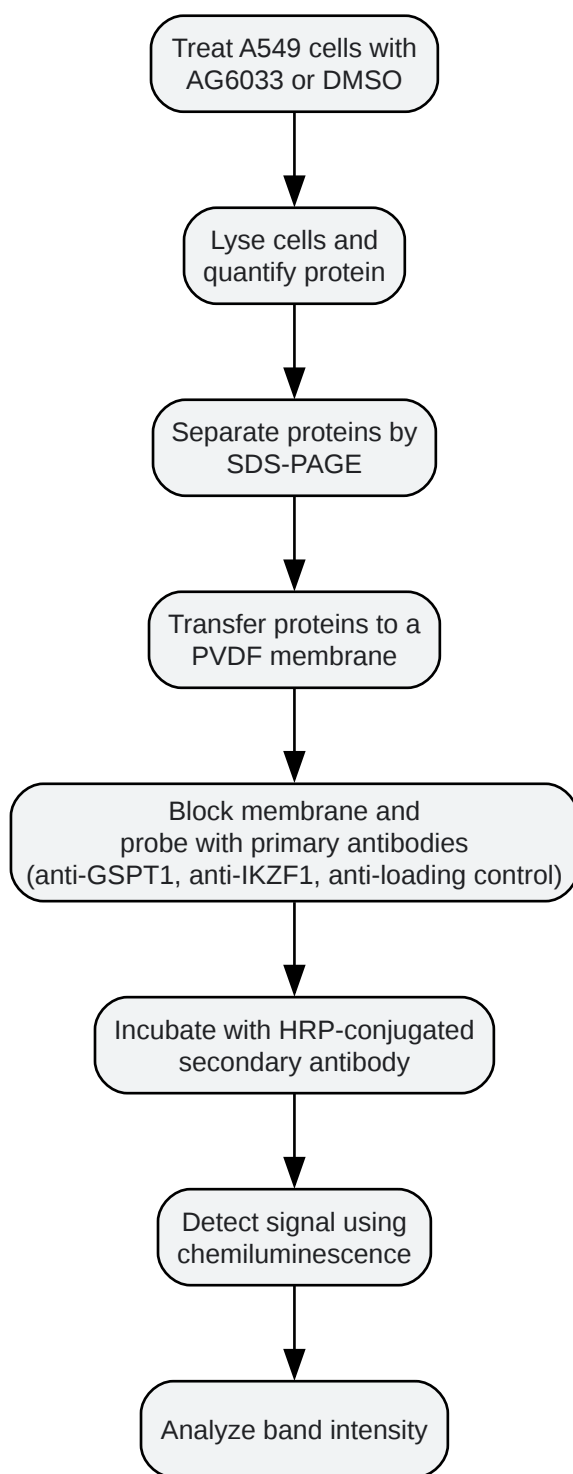 Treat A549 cells with
AG6033 or DMSO
Lyse cells and
quantify protein
Separate proteins by
SDS-PAGE
Transfer proteins to a
PVDF membrane
Block membrane and
probe with primary antibodies
(anti-GSPT1, anti-IKZF1, anti-loading control)
Incubate with HRP-conjugated
secondary antibody
Detect signal using
chemiluminescence
Analyze band intensity